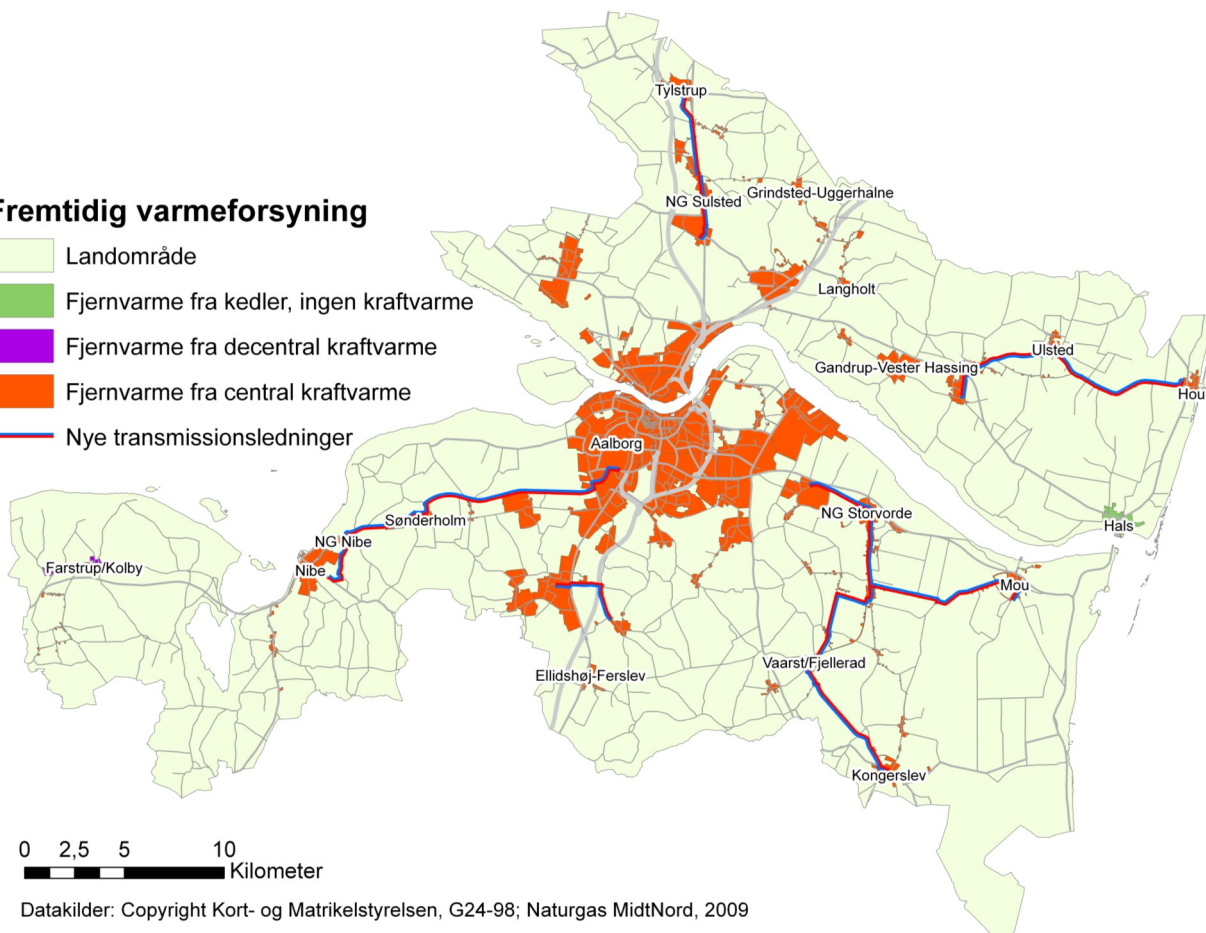 Fremtidig varmeforsyning
Landområde
Fjernvarme fra kedler, ingen kraftvarme
Fjernvarme fra decentral kraftvarme
Fjernvarme fra central kraftvarme
Nye transmissionsledninger
Tylstrup
NG Sulsted
Grindsted-Uggerhalne
Langholt
Gandrup-Vester Hassing
Ulsted
Hou
Aalborg
Sønderholm
NG Storvorde
Hals
NG Nibe
Nibe
Farstrup/Kolby
Mou
Vaarst/Fjellerad
Ellidshøj-Ferslev
Kongerslev
0 2,5 5 10
Kilometer
Datakilder: Copyright Kort- og Matrikelstyrelsen, G24-98; Naturgas MidtNord, 2009